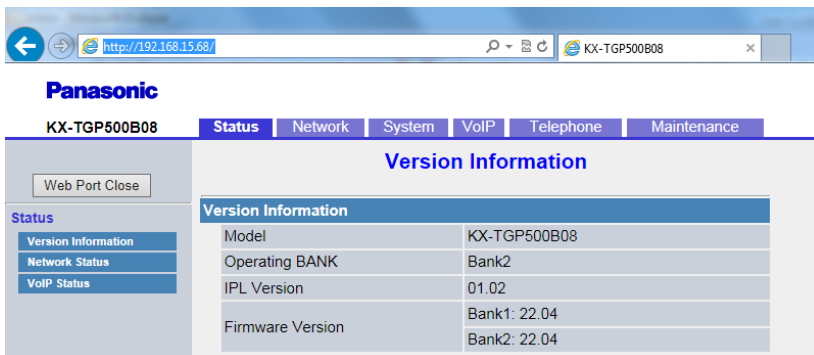 http://192.168.15.68/
KX-TGP500B08
Panasonic
KX-TGP500B08
Status Network System VoIP Telephone Maintenance
Version Information
Web Port Close
Status
Version Information
Network Status
VoIP Status
Version Information
Model KX-TGP500B08
Operating BANK Bank2
IPL Version 01.02
Firmware Version Bank1: 22.04
Bank2: 22.04